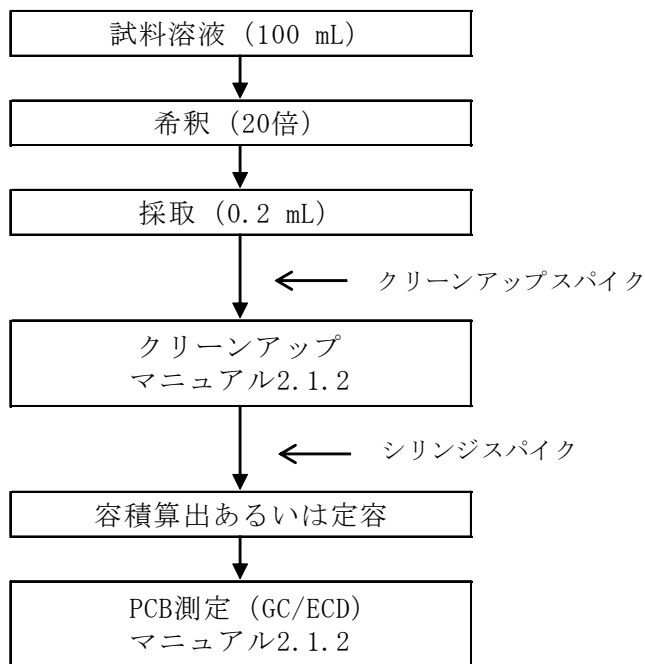 試料溶液 (100 mL)
希釈 (20倍)
採取 (0.2 mL)
クリーンアップスパイク
クリーンアップ
マニュアル2.1.2
シリンジスパイク
容積算出あるいは定容
PCB測定 (GC/ECD)
マニュアル2.1.2